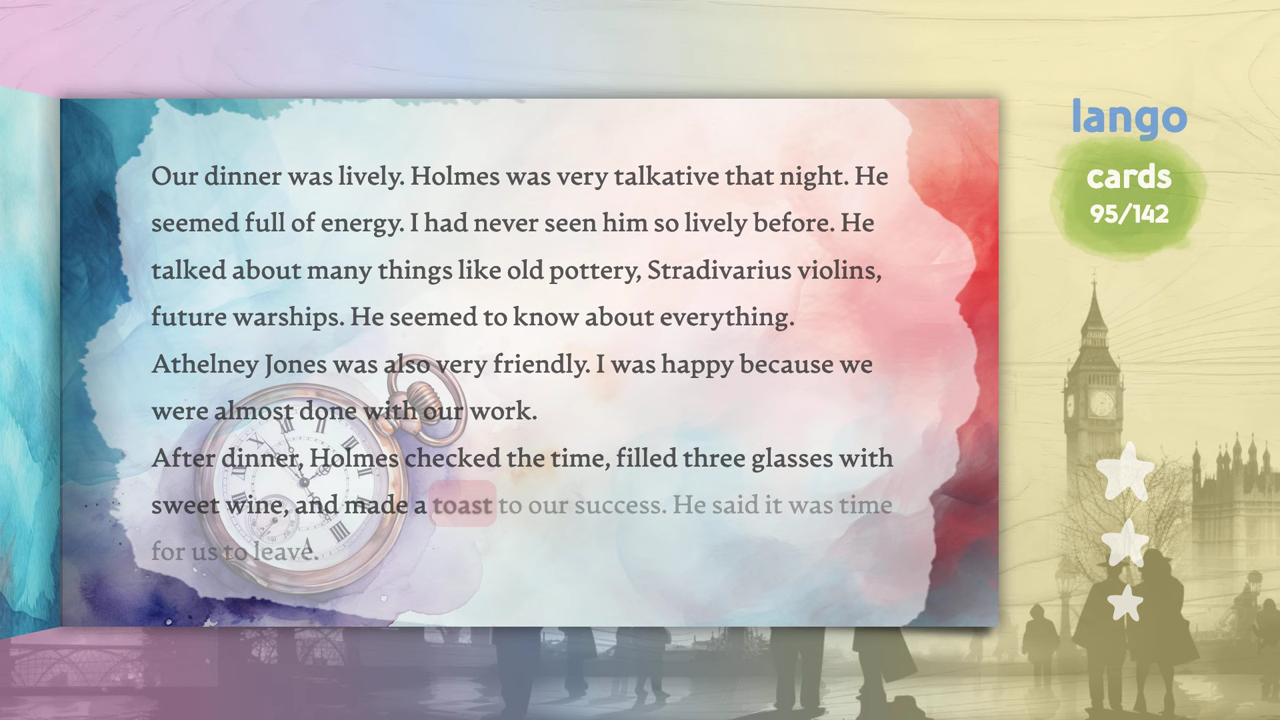 Our dinner was lively. Holmes was very talkative that night. He
seemed full of energy. I had never seen him so lively before. He
talked about many things like old pottery, Stradivarius violins,
future warships. He seemed to know about everything.
Athelney Jones was also very friendly. I was happy because we
were almost done with our work.
After dinner, Holmes checked the time, filled three glasses with
sweet wine, and made a toast to our success. He said it was time
for us to leave.
lango
cards
95/142